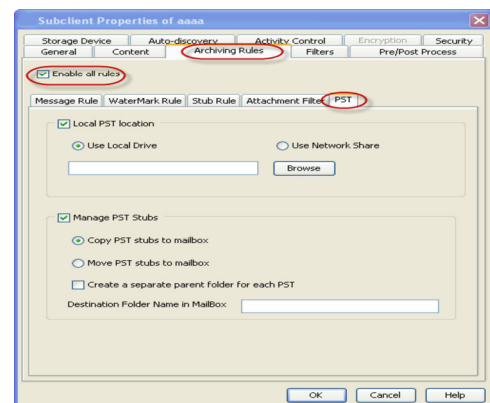 Subclient Properties of aaaa
Storage Device Auto-discovery Activity Control Encryption Security
General Content Archiving Rules Filters Pre/Post Process
Enable all rules
Message Rule WaterMark Rule Stub Rule Attachment Filter PST
Local PST location
Use Local Drive Use Network Share
Browse
Manage PST Stubs
Copy PST stubs to mailbox
Move PST stubs to mailbox
Create a separate parent folder for each PST
Destination Folder Name in MailBox
OK Cancel Help